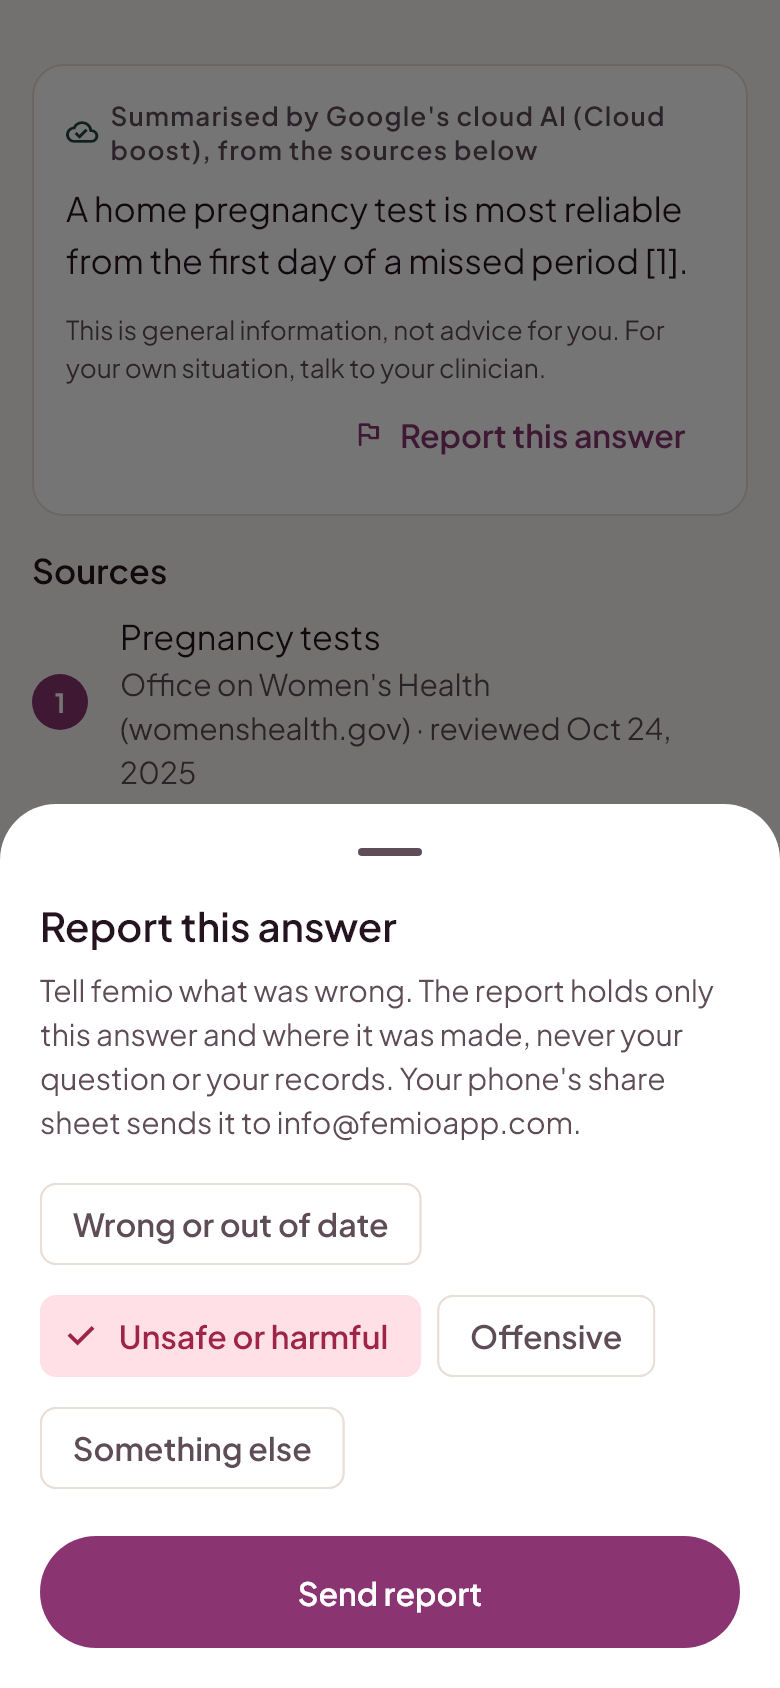 Summarised by Google's cloud AI (Cloud
boost), from the sources below
A home pregnancy test is most reliable
from the first day of a missed period [1].
This is general information, not advice for you. For
your own situation, talk to your clinician.
Report this answer
Sources
Pregnancy tests
1
Office on Women's Health
(womenshealth.gov) · reviewed Oct 24,
2025
Report this answer
Tell femio what was wrong. The report holds only
this answer and where it was made, never your
question or your records. Your phone's share
sheet sends it to info@femioapp.com.
Wrong or out of date
Unsafe or harmful
Offensive
Something else
Send report